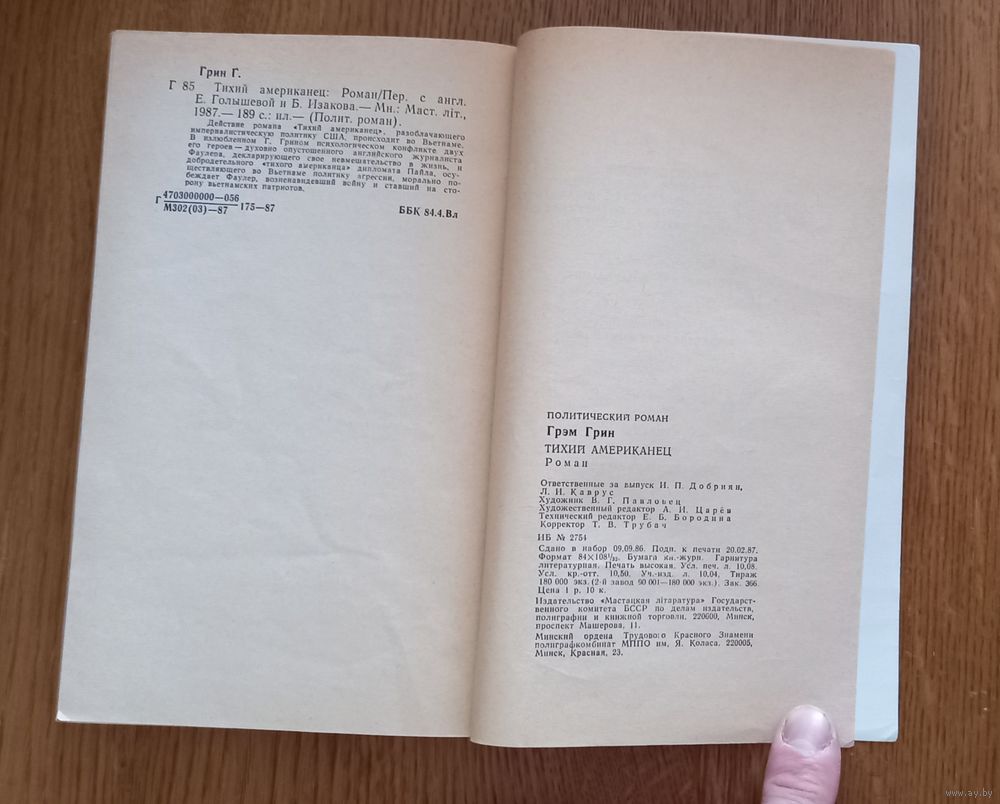 Грин Г.
Г 85 Тихий американец: Роман/Пер. с англ.
Е. Голышевой и Б. Изакова.— Мн.: Маст. літ.,
1987.— 189 с.: ил.— (Полит. роман).
Действие романа «Тихий американец», разоблачающего
империалистическую политику США, происходит во Вьетнаме.
В излюбленном Г. Грином психологическом конфликте двух
его героев — духовно опустошенного английского журналиста
Фаулера, декларирующего свое невмешательство в жизнь, и
добродетельного «тихого американца» дипломата Пайла, осу-
ществляющего во Вьетнаме политику агрессии, морально по-
беждает Фаулер, возненавидевший войну и ставший на сто-
рону вьетнамских патриотов.
Г 4703000000—056
М302(03)—87 175—87
ББК 84.4.Вл
ПОЛИТИЧЕСКИЙ РОМАН
Грэм Грин
ТИХИЙ АМЕРИКАНЕЦ
Роман
Ответственные за выпуск И. П. Добриян,
Л. Н. Каврус
Художник В. Г. Павловец
Художественный редактор А. И. Царёв
Технический редактор Е. Б. Бородина
Корректор Т. В. Трубач
ИБ № 2754
Сдано в набор 09.09.86. Подп. к печати 20.02.87.
Формат 84×108¹/₃₂. Бумага кн.-журн. Гарнитура
литературная. Печать высокая. Усл. печ. л. 10,08.
Усл. кр.-отт. 10,50. Уч.-изд. л. 10,04. Тираж
180 000 экз. (2-й завод 90 001—180 000 экз.). Зак. 366
Цена 1 р. 10 к.
Издательство «Мастацкая літаратура» Государст-
венного комитета БССР по делам издательств,
полиграфии и книжной торговли. 220600, Минск,
проспект Машерова, 11.
Минский ордена Трудового Красного Знамени
полиграфкомбинат МППО им. Я. Коласа. 220005,
Минск, Красная, 23.
www.ay.by